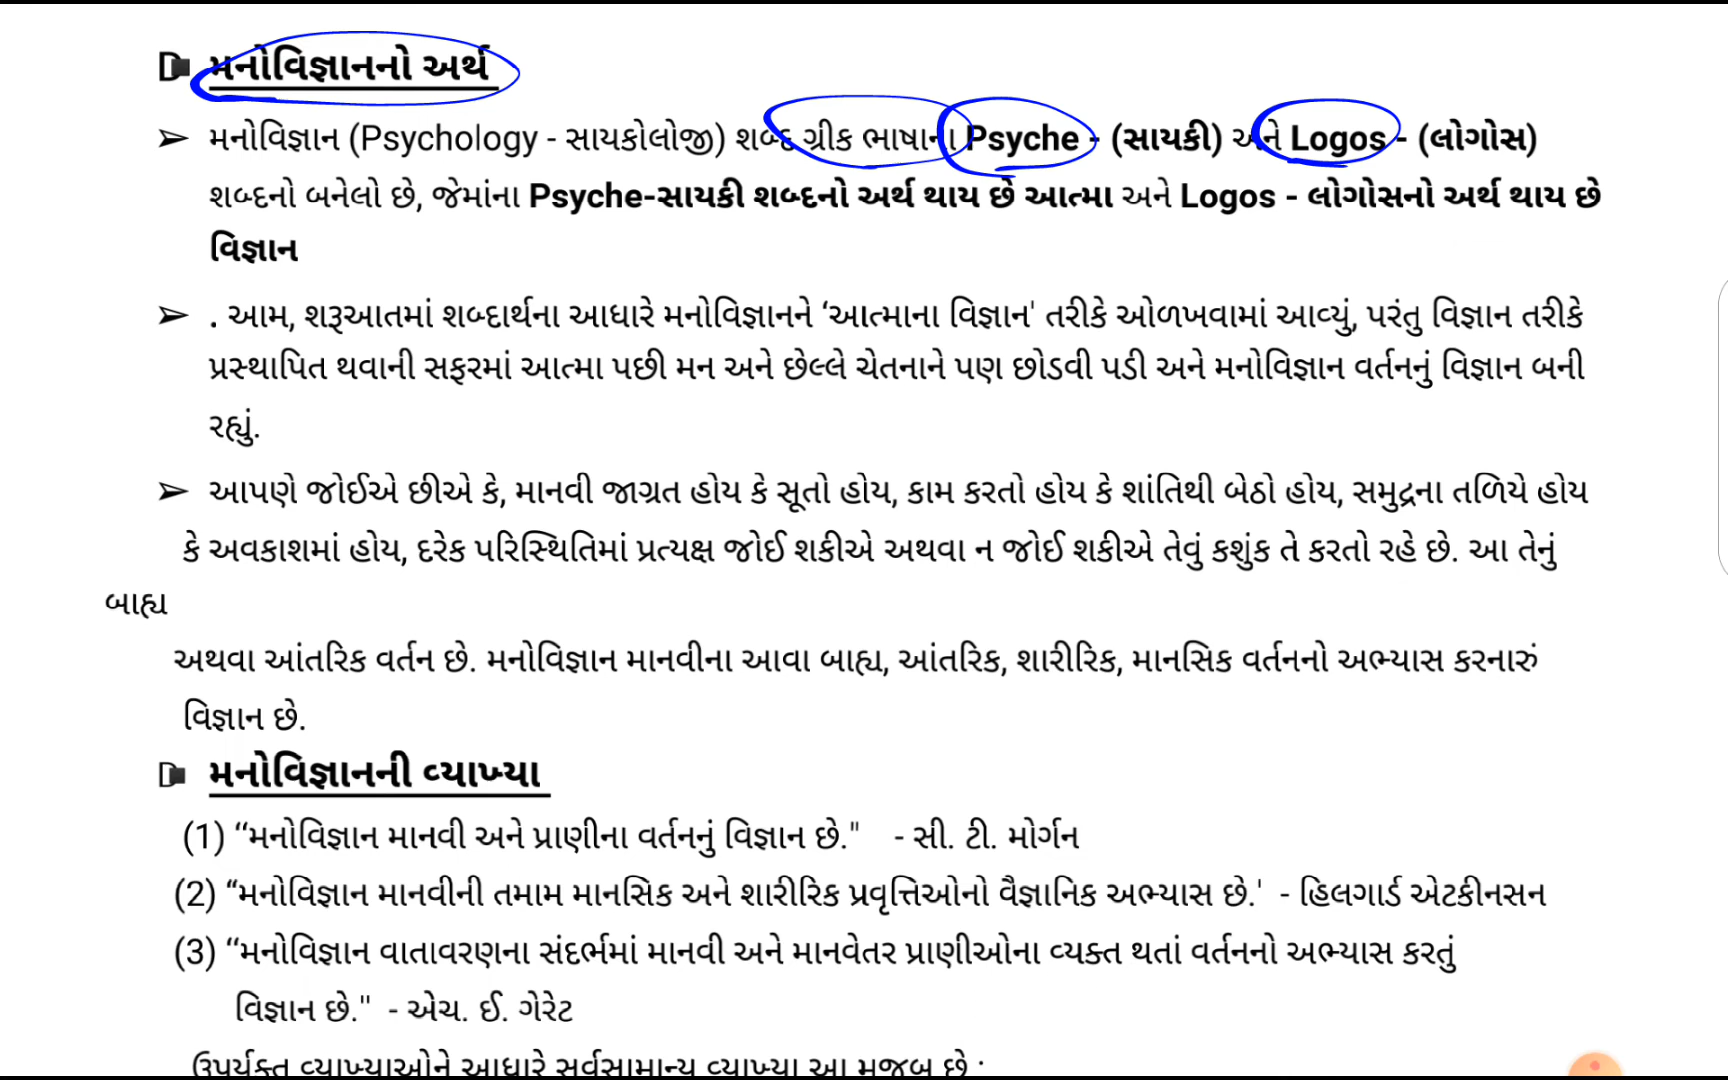 મનોવિજ્ઞાનનો અર્થ
➢ મનોવિજ્ઞાન (Psychology - સાયકોલોજી) શબ્દ ગ્રીક ભાષાના Psyche - (સાયકી) અને Logos - (લોગોસ)
શબ્દનો બનેલો છે, જેમાંના Psyche-સાયકી શબ્દનો અર્થ થાય છે આત્મા અને Logos - લોગોસનો અર્થ થાય છે
વિજ્ઞાન
➢ . આમ, શરૂઆતમાં શબ્દાર્થના આધારે મનોવિજ્ઞાનને ‘આત્માના વિજ્ઞાન' તરીકે ઓળખવામાં આવ્યું, પરંતુ વિજ્ઞાન તરીકે
પ્રસ્થાપિત થવાની સફરમાં આત્મા પછી મન અને છેલ્લે ચેતનાને પણ છોડવી પડી અને મનોવિજ્ઞાન વર્તનનું વિજ્ઞાન બની
રહ્યું.
➢ આપણે જોઈએ છીએ કે, માનવી જાગ્રત હોય કે સૂતો હોય, કામ કરતો હોય કે શાંતિથી બેઠો હોય, સમુદ્રના તળિયે હોય
કે અવકાશમાં હોય, દરેક પરિસ્થિતિમાં પ્રત્યક્ષ જોઈ શકીએ અથવા ન જોઈ શકીએ તેવું કશુંક તે કરતો રહે છે. આ તેનું
બાહ્ય
અથવા આંતરિક વર્તન છે. મનોવિજ્ઞાન માનવીના આવા બાહ્ય, આંતરિક, શારીરિક, માનસિક વર્તનનો અભ્યાસ કરનારું
વિજ્ઞાન છે.
મનોવિજ્ઞાનની વ્યાખ્યા
(1) “મનોવિજ્ઞાન માનવી અને પ્રાણીના વર્તનનું વિજ્ઞાન છે." - સી. ટી. મોર્ગન
(2) “મનોવિજ્ઞાન માનવીની તમામ માનસિક અને શારીરિક પ્રવૃત્તિઓનો વૈજ્ઞાનિક અભ્યાસ છે.' - હિલગાર્ડ એટકીનસન
(3) “મનોવિજ્ઞાન વાતાવરણના સંદર્ભમાં માનવી અને માનવેતર પ્રાણીઓના વ્યક્ત થતાં વર્તનનો અભ્યાસ કરતું
વિજ્ઞાન છે." - એચ. ઈ. ગેરેટ
ઉપર્યુક્ત વ્યાખ્યાઓને આધારે સર્વસામાન્ય વ્યાખ્યા આ મુજબ છે :